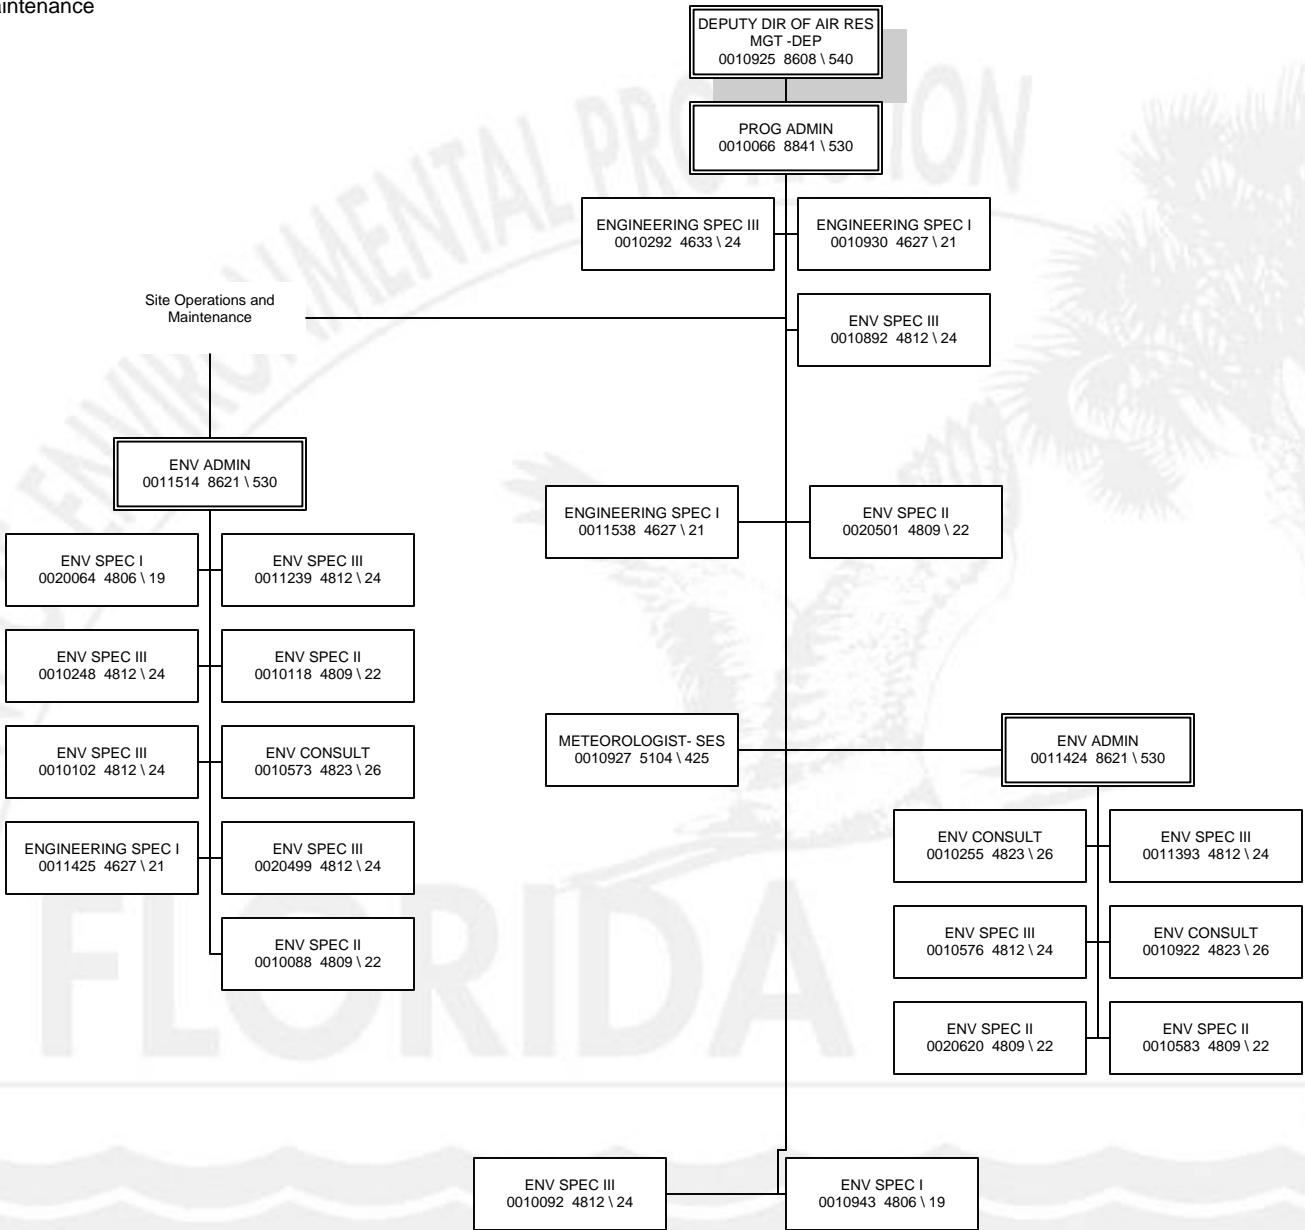 DEPUTY DIR OF AIR RES
MGT -DEP
0010925 8608 \ 540
PROG ADMIN
0010066 8841 \ 530
ENGINEERING SPEC III
0010292 4633 \ 24
ENGINEERING SPEC I
0010930 4627 \ 21
Site Operations and
Maintenance
ENV SPEC III
0010892 4812 \ 24
ENV ADMIN
0011514 8621 \ 530
ENGINEERING SPEC I
0011538 4627 \ 21
ENV SPEC II
0020501 4809 \ 22
ENV SPEC I
0020064 4806 \ 19
ENV SPEC III
0011239 4812 \ 24
ENV SPEC III
0010248 4812 \ 24
ENV SPEC II
0010118 4809 \ 22
ENV SPEC III
0010102 4812 \ 24
ENV CONSULT
0010573 4823 \ 26
ENGINEERING SPEC I
0011425 4627 \ 21
ENV SPEC III
0020499 4812 \ 24
ENV SPEC II
0010088 4809 \ 22
METEOROLOGIST- SES
0010927 5104 \ 425
ENV ADMIN
0011424 8621 \ 530
ENV CONSULT
0010255 4823 \ 26
ENV SPEC III
0011393 4812 \ 24
ENV SPEC III
0010576 4812 \ 24
ENV CONSULT
0010922 4823 \ 26
ENV SPEC II
0020620 4809 \ 22
ENV SPEC II
0010583 4809 \ 22
ENV SPEC III
0010092 4812 \ 24
ENV SPEC I
0010943 4806 \ 19
FLORIDA